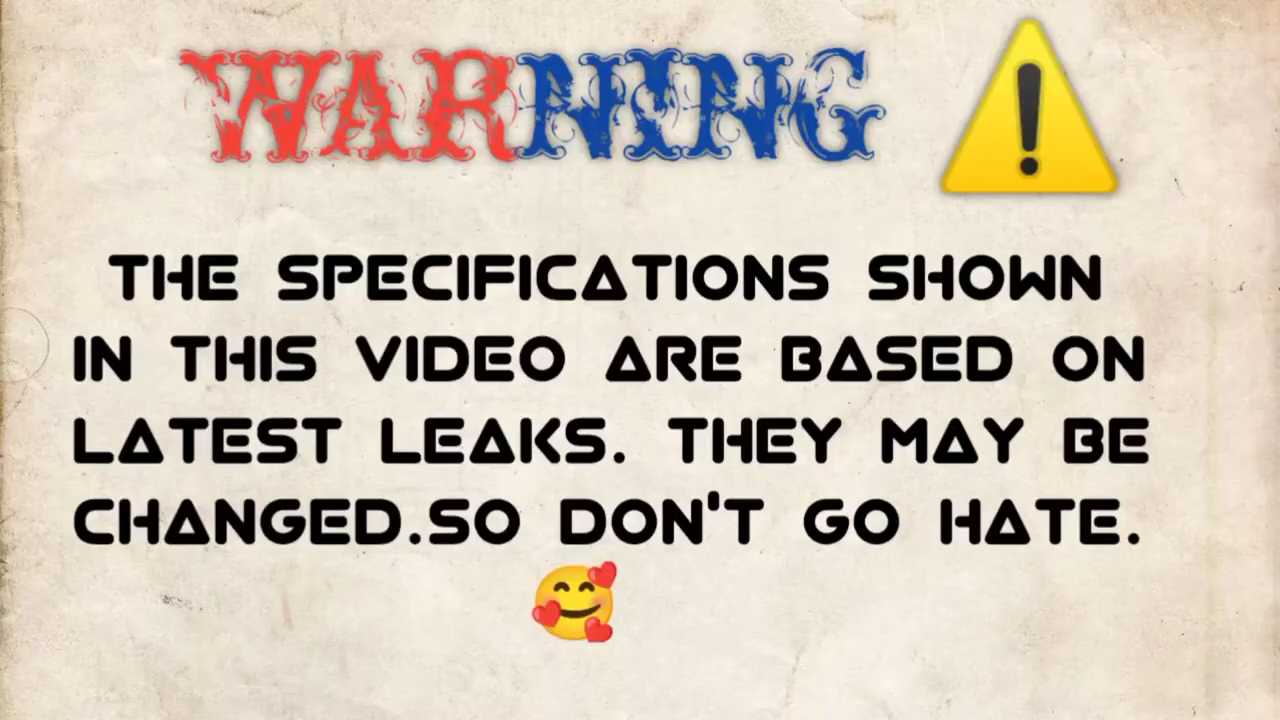 WARNING ⚠️
THE SPECIFICATIONS SHOWN
IN THIS VIDEO ARE BASED ON
LATEST LEAKS. THEY MAY BE
CHANGED.SO DON'T GO HATE.
🥰